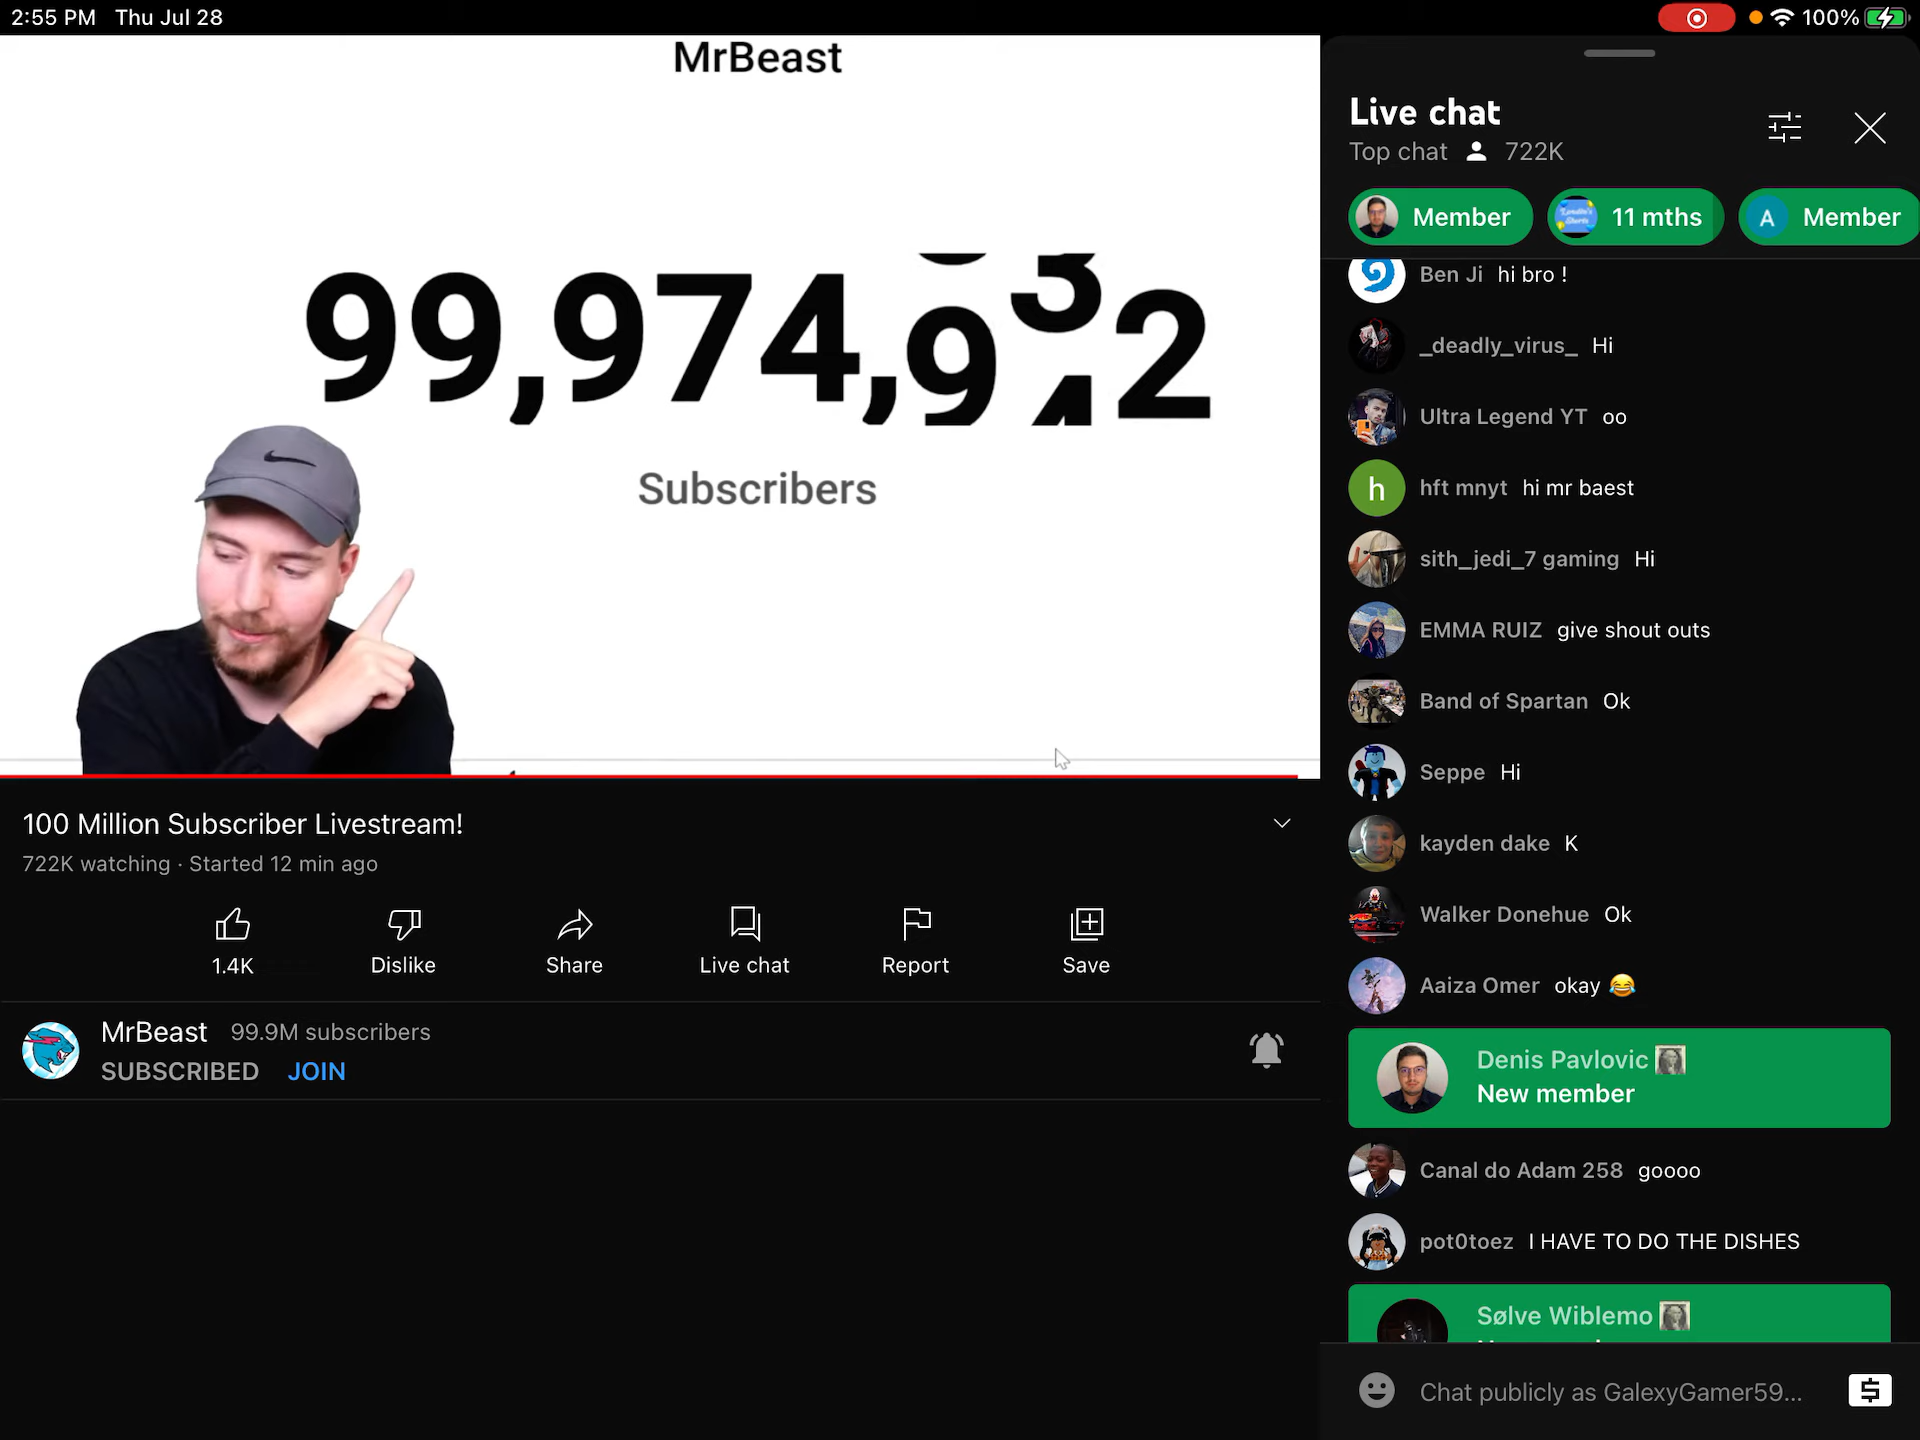 2:55 PM Thu Jul 28
100%
MrBeast
99,974,932
Subscribers
100 Million Subscriber Livestream!
722K watching · Started 12 min ago
1.4K
Dislike
Share
Live chat
Report
Save
MrBeast 99.9M subscribers
SUBSCRIBED JOIN
Live chat
Top chat 722K
Member
11 mths
A Member
Ben Ji hi bro !
_deadly_virus_ Hi
Ultra Legend YT oo
h hft mnyt hi mr baest
sith_jedi_7 gaming Hi
EMMA RUIZ give shout outs
Band of Spartan Ok
Seppe Hi
kayden dake K
Walker Donehue Ok
Aaiza Omer okay 😂
Denis Pavlovic
New member
Canal do Adam 258 goooo
pot0toez I HAVE TO DO THE DISHES
Sølve Wiblemo
Chat publicly as GalexyGamer59...